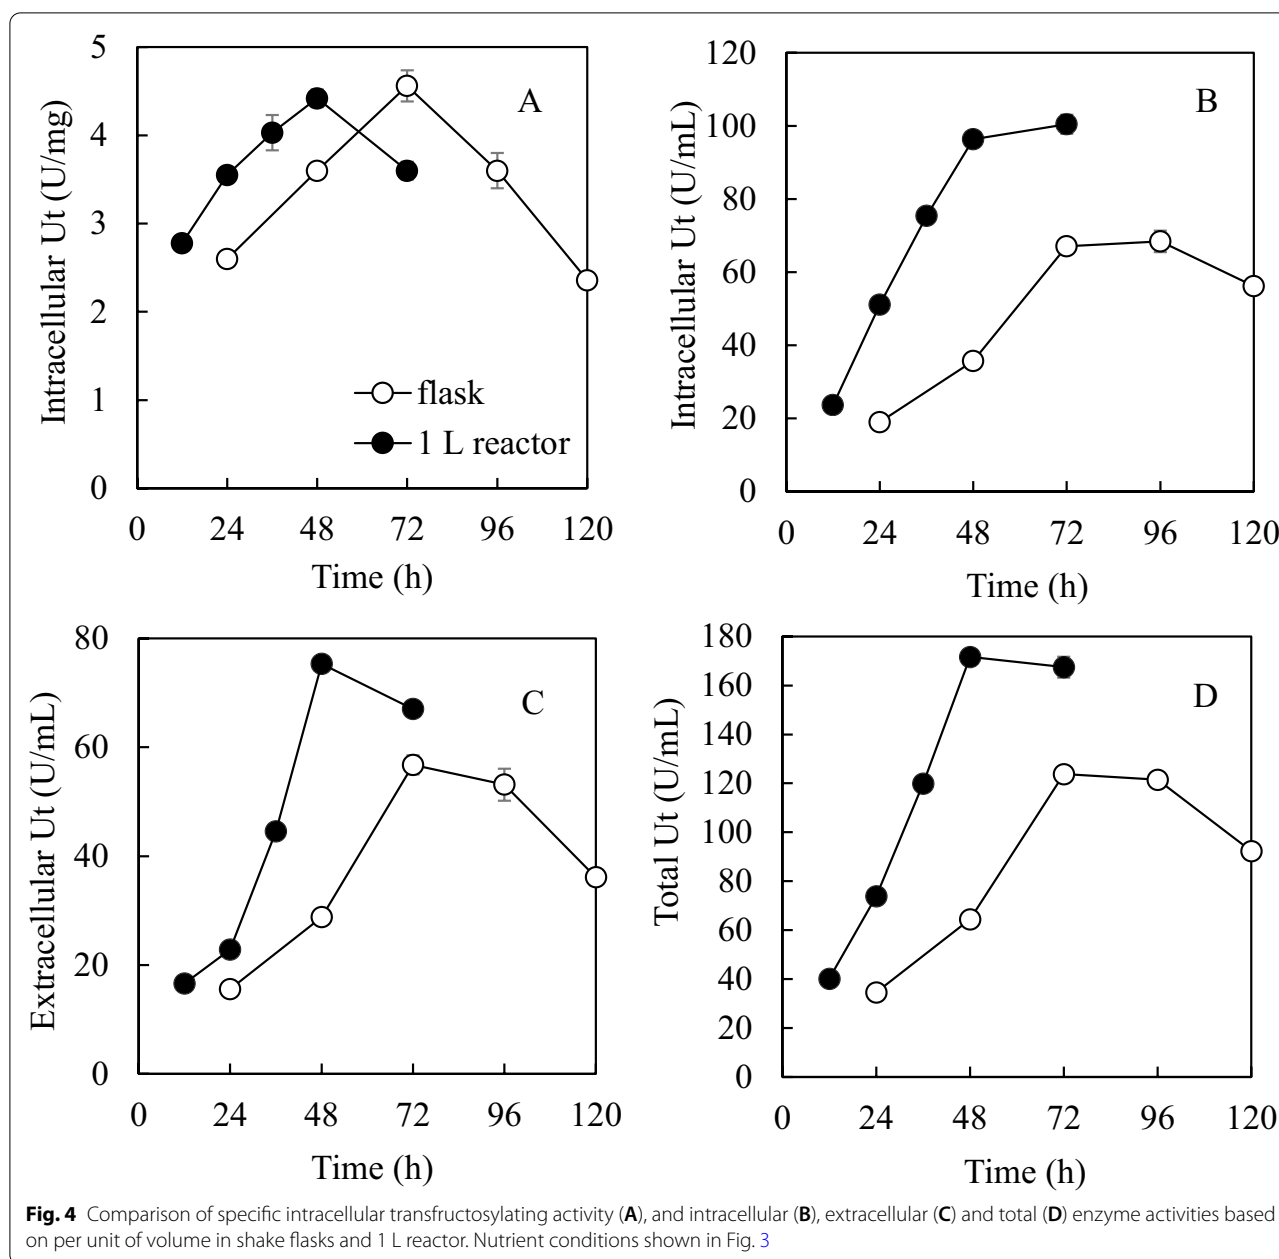 5
4
3
2
1
0
Intracellular Ut (U/mg)
A
flask
1 L reactor
0 24 48 72 96 120
Time (h)
120
100
80
60
40
20
0
Intracellular Ut (U/mL)
B
0 24 48 72 96 120
Time (h)
80
60
40
20
0
Extracellular Ut (U/mL)
C
0 24 48 72 96 120
Time (h)
180
160
140
120
100
80
60
40
20
0
Total Ut (U/mL)
D
0 24 48 72 96 120
Time (h)
Fig. 4 Comparison of specific intracellular transfructosylating activity (A), and intracellular (B), extracellular (C) and total (D) enzyme activities based
on per unit of volume in shake flasks and 1 L reactor. Nutrient conditions shown in Fig. 3